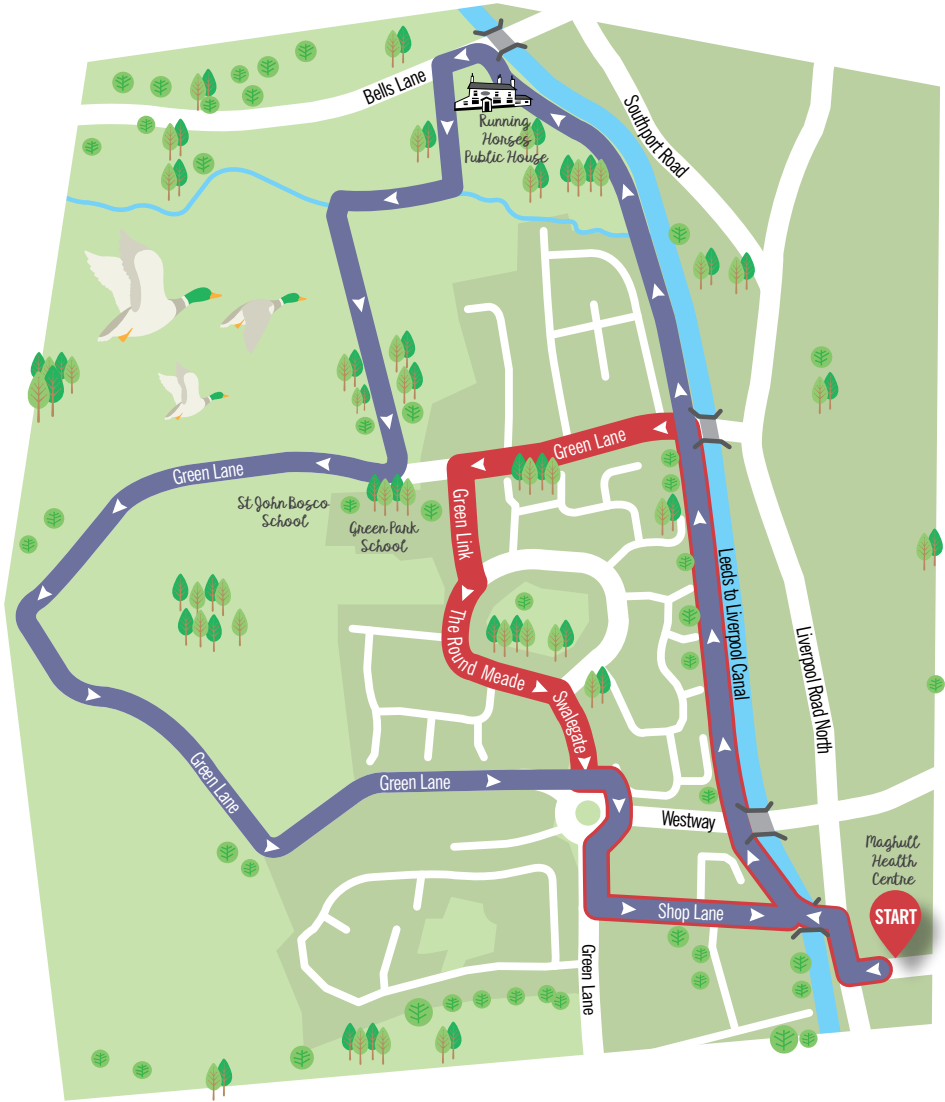 Bells Lane
Southport Road
Running
Horses
Public House
Green Lane
Green Lane
St John Bosco
School
Green Park
School
Green Link
Leeds to Liverpool Canal
The Round Meade
Liverpool Road North
Swalegate
Green Lane
Green Lane
Westway
Maghull
Health
Centre
START
Shop Lane
Green Lane